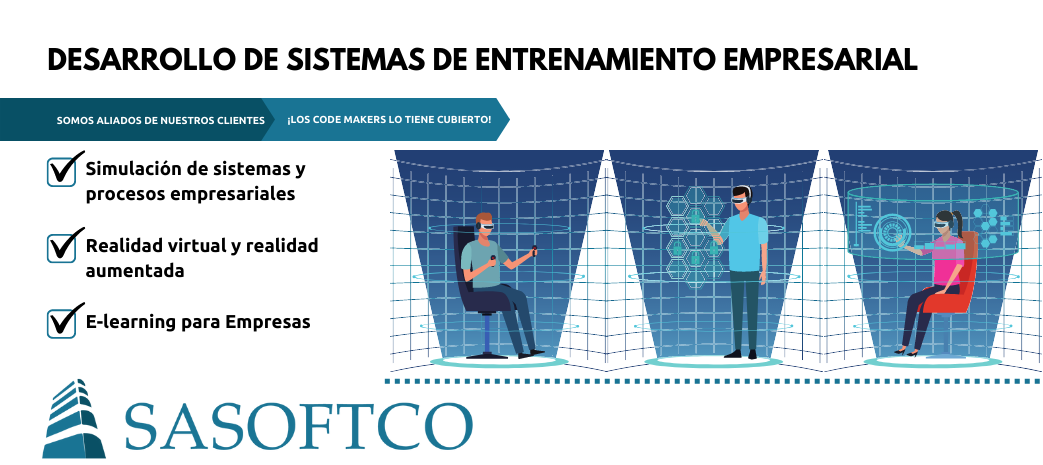 DESARROLLO DE SISTEMAS DE ENTRENAMIENTO EMPRESARIAL
SOMOS ALIADOS DE NUESTROS CLIENTES
¡LOS CODE MAKERS LO TIENE CUBIERTO!
Simulación de sistemas y
procesos empresariales
Realidad virtual y realidad
aumentada
E-learning para Empresas
SASOFTCO